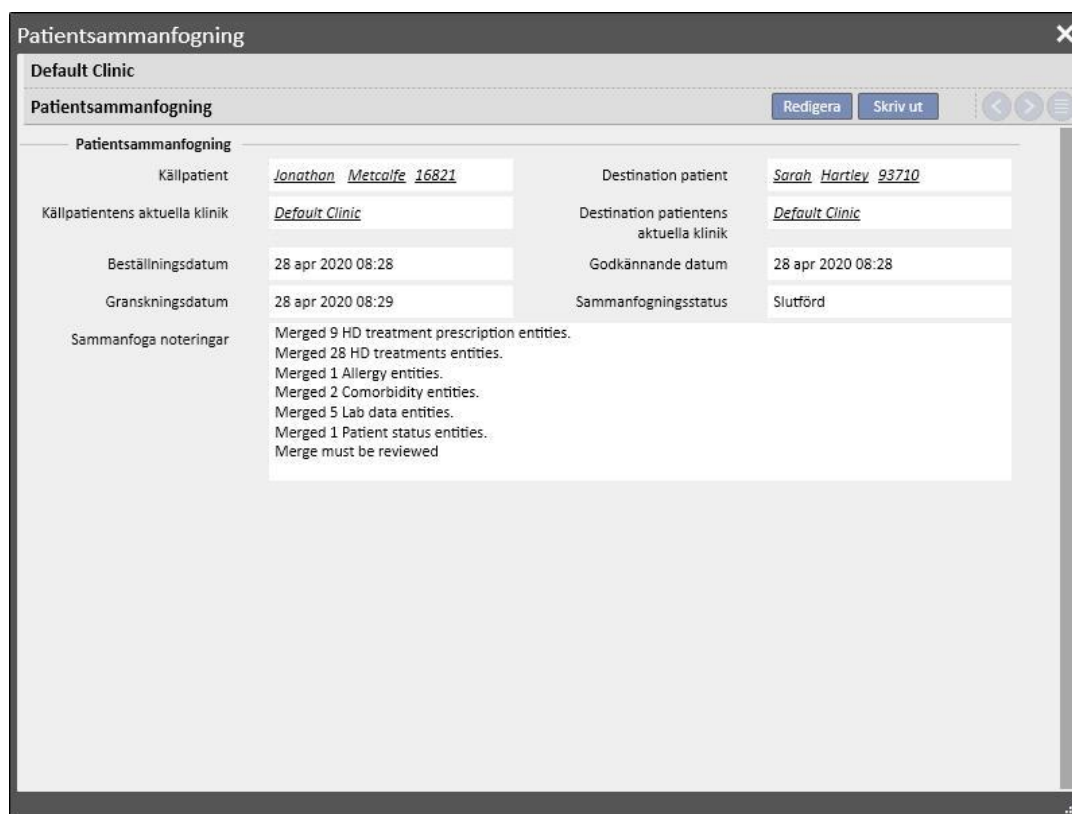 Patientsammanfogning
Default Clinic
Patientsammanfogning Redigera Skriv ut
Patientsammanfogning
Källpatient Jonathan Metcalfe 16821 Destination patient Sarah Hartley 93710
Källpatientens aktuella klinik Default Clinic Destination patientens aktuella klinik Default Clinic
Beställningsdatum 28 apr 2020 08:28 Godkännande datum 28 apr 2020 08:28
Granskningsdatum 28 apr 2020 08:29 Sammanfogningsstatus Slutförd
Sammanfoga noteringar Merged 9 HD treatment prescription entities.
Merged 28 HD treatments entities.
Merged 1 Allergy entities.
Merged 2 Comorbidity entities.
Merged 5 Lab data entities.
Merged 1 Patient status entities.
Merge must be reviewed